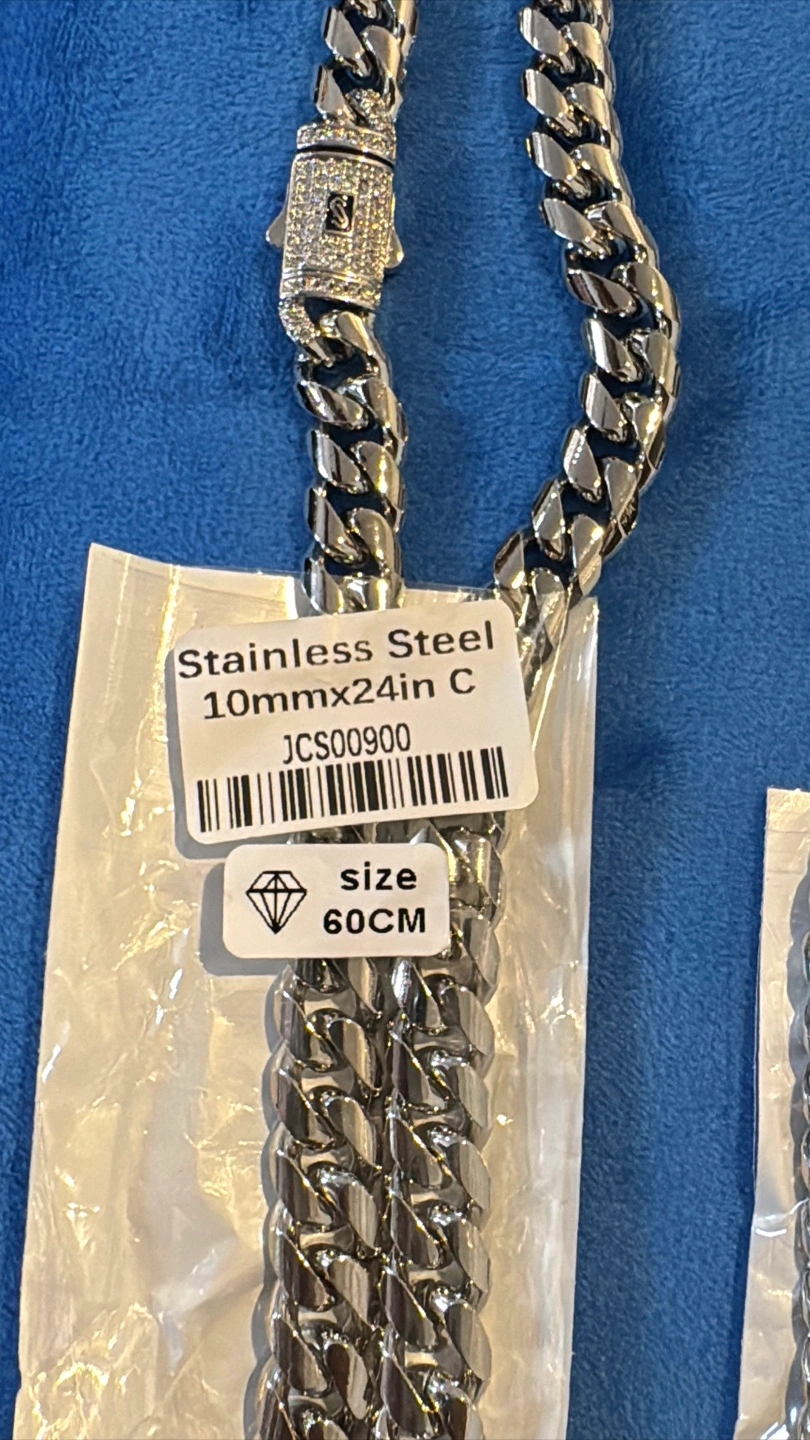 S
Stainless Steel
10mmx24in C
JCS00900
size
60CM